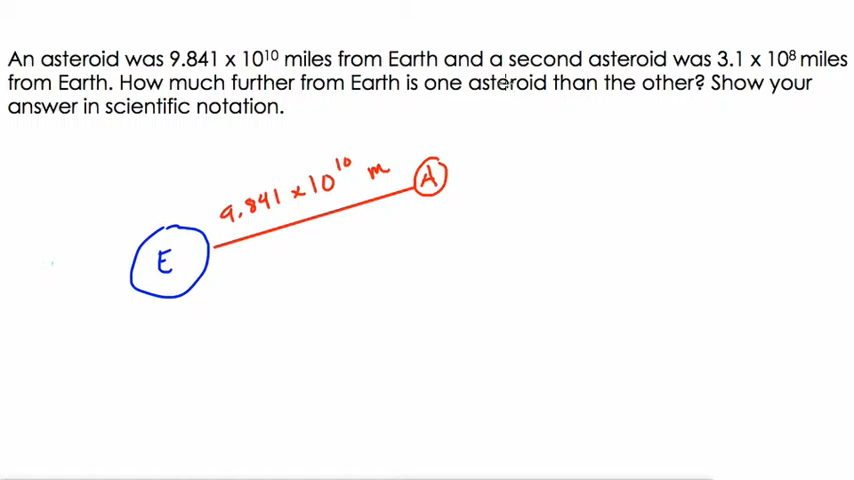 An asteroid was 9.841 x 10¹⁰ miles from Earth and a second asteroid was 3.1 x 10⁸ miles
from Earth. How much further from Earth is one asteroid than the other? Show your
answer in scientific notation.
9.841 x 10¹⁰ m
A
E